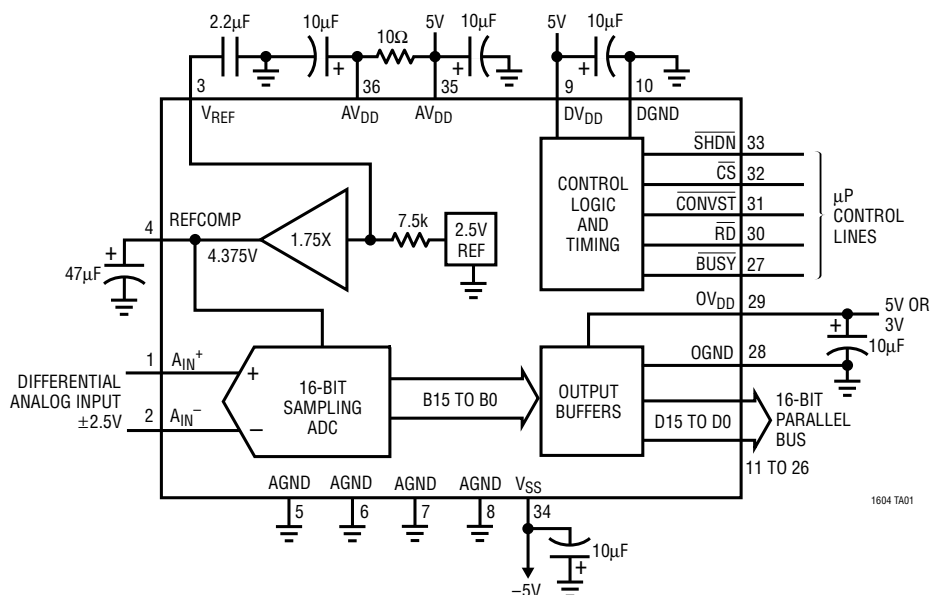 2.2μF
10μF
10Ω
5V
10μF
5V
10μF
3
36
35
9
10
VREF
AVDD
AVDD
DVDD
DGND
SHDN
33
CS
32
CONVST
31
RD
30
BUSY
27
CONTROL
LOGIC
AND
TIMING
μP
CONTROL
LINES
4
REFCOMP
4.375V
1.75X
7.5k
2.5V
REF
47μF
OVDD
29
5V OR
3V
10μF
OGND
28
1
AIN+
DIFFERENTIAL
ANALOG INPUT
±2.5V
2
AIN−
+
−
16-BIT
SAMPLING
ADC
B15 TO B0
OUTPUT
BUFFERS
D15 TO D0
16-BIT
PARALLEL
BUS
11 TO 26
AGND
AGND
AGND
AGND
VSS
5
6
7
8
34
10μF
−5V
1604 TA01